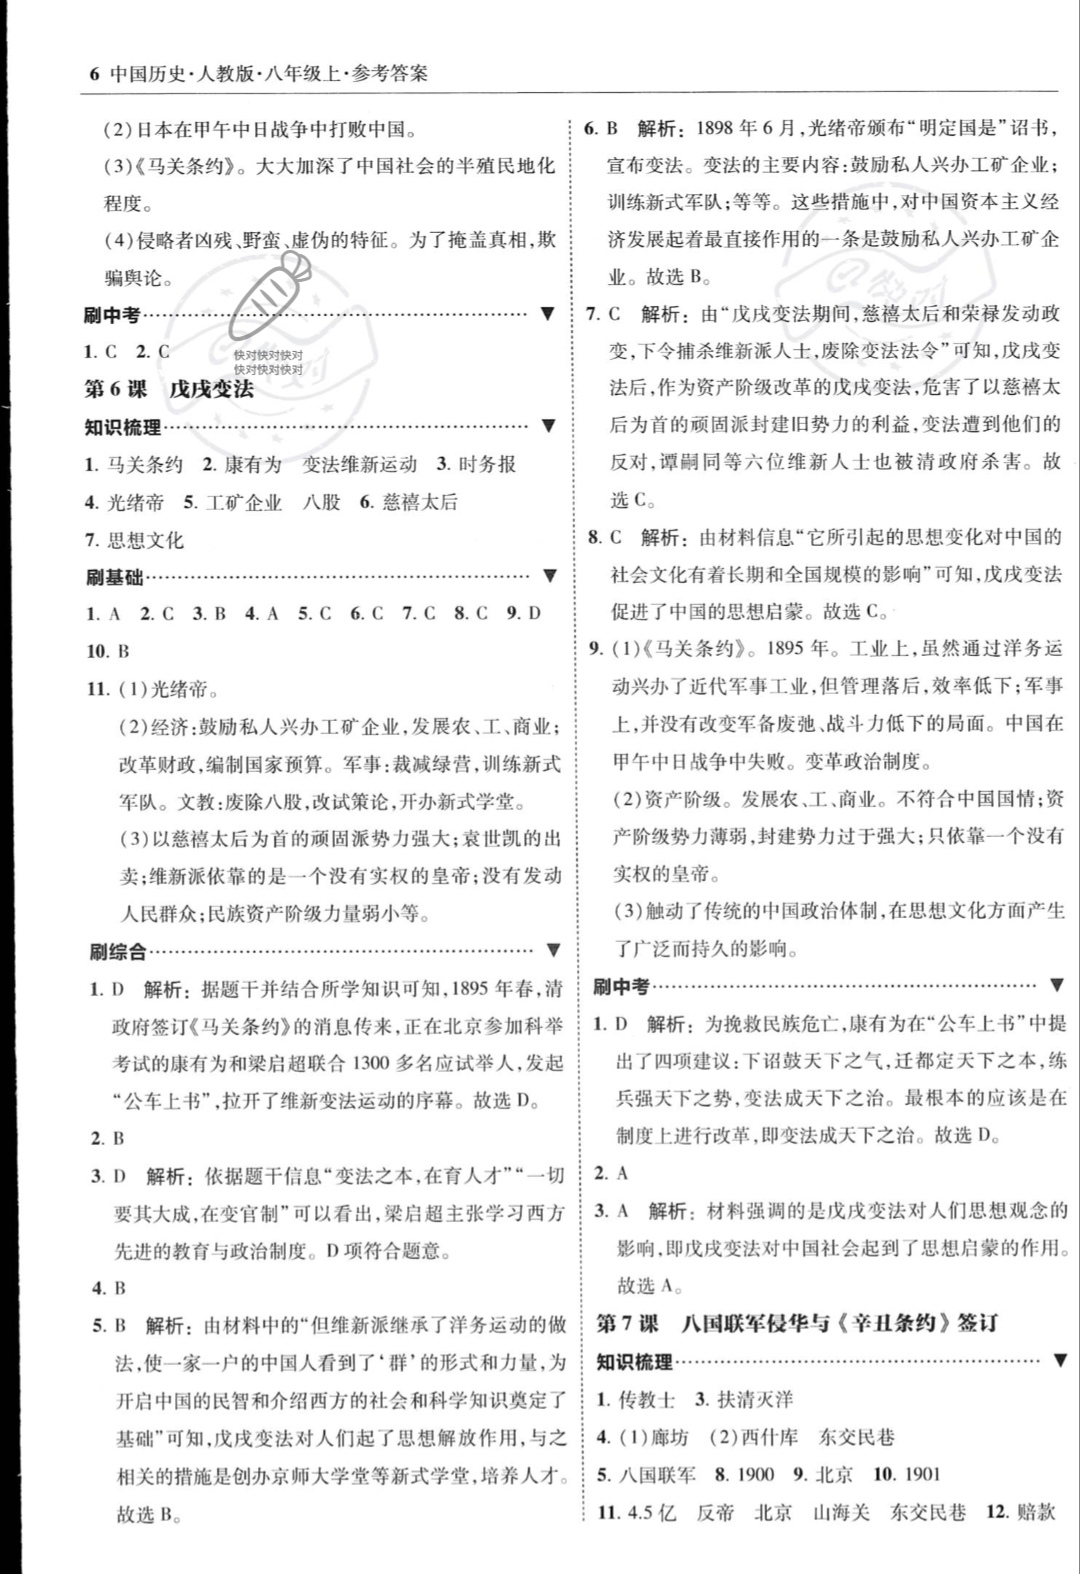 6 中国历史·人教版·八年级上·参考答案
(2)日本在甲午中日战争中打败中国。
(3)《马关条约》。大大加深了中国社会的半殖民地化
程度。
(4)侵略者凶残、野蛮、虚伪的特征。为了掩盖真相,欺
骗舆论。
刷中考
1. C 2. C
快对快对快对
快对快对快对
第6课 戊戌变法
知识梳理
1. 马关条约 2. 康有为 变法维新运动 3. 时务报
4. 光绪帝 5. 工矿企业 八股 6. 慈禧太后
7. 思想文化
刷基础
1. A 2. C 3. B 4. A 5. C 6. C 7. C 8. C 9. D
10. B
11. (1)光绪帝。
(2)经济:鼓励私人兴办工矿企业,发展农、工、商业;
改革财政,编制国家预算。军事:裁减绿营,训练新式
军队。文教:废除八股,改试策论,开办新式学堂。
(3)以慈禧太后为首的顽固派势力强大;袁世凯的出
卖;维新派依靠的是一个没有实权的皇帝;没有发动
人民群众;民族资产阶级力量弱小等。
刷综合
1. D 解析:据题干并结合所学知识可知,1895年春,清
政府签订《马关条约》的消息传来,正在北京参加科举
考试的康有为和梁启超联合1300多名应试举人,发起
“公车上书”,拉开了维新变法运动的序幕。故选D。
2. B
3. D 解析:依据题干信息“变法之本,在育人才”“一切
要其大成,在变官制”可以看出,梁启超主张学习西方
先进的教育与政治制度。D项符合题意。
4. B
5. B 解析:由材料中的“但维新派继承了洋务运动的做
法,使一家一户的中国人看到了‘群’的形式和力量,为
开启中国的民智和介绍西方的社会和科学知识奠定了
基础”可知,戊戌变法对人们起了思想解放作用,与之
相关的措施是创办京师大学堂等新式学堂,培养人才。
故选B。
6. B 解析:1898年6月,光绪帝颁布“明定国是”诏书,
宣布变法。变法的主要内容:鼓励私人兴办工矿企业;
训练新式军队;等等。这些措施中,对中国资本主义经
济发展起着最直接作用的一条是鼓励私人兴办工矿企
业。故选B。
7. C 解析:由“戊戌变法期间,慈禧太后和荣禄发动政
变,下令捕杀维新派人士,废除变法法令”可知,戊戌变
法后,作为资产阶级改革的戊戌变法,危害了以慈禧太
后为首的顽固派封建旧势力的利益,变法遭到他们的
反对,谭嗣同等六位维新人士也被清政府杀害。故
选C。
8. C 解析:由材料信息“它所引起的思想变化对中国的
社会文化有着长期和全国规模的影响”可知,戊戌变法
促进了中国的思想启蒙。故选C。
9. (1)《马关条约》。1895年。工业上,虽然通过洋务运
动兴办了近代军事工业,但管理落后,效率低下;军事
上,并没有改变军备废弛、战斗力低下的局面。中国在
甲午中日战争中失败。变革政治制度。
(2)资产阶级。发展农、工、商业。不符合中国国情;资
产阶级势力薄弱,封建势力过于强大;只依靠一个没有
实权的皇帝。
(3)触动了传统的中国政治体制,在思想文化方面产生
了广泛而持久的影响。
刷中考
1. D 解析:为挽救民族危亡,康有为在“公车上书”中提
出了四项建议:下诏鼓天下之气,迁都定天下之本,练
兵强天下之势,变法成天下之治。最根本的应该是在
制度上进行改革,即变法成天下之治。故选D。
2. A
3. A 解析:材料强调的是戊戌变法对人们思想观念的
影响,即戊戌变法对中国社会起到了思想启蒙的作用。
故选A。
第7课 八国联军侵华与《辛丑条约》签订
知识梳理
1. 传教士 3. 扶清灭洋
4. (1)廊坊 (2)西什库 东交民巷
5. 八国联军 8. 1900 9. 北京 10. 1901
11. 4.5亿 反帝 北京 山海关 东交民巷 12. 赔款